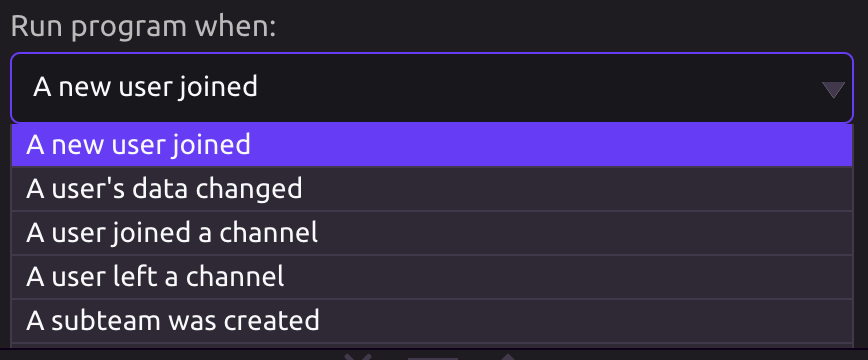 Run program when:
A new user joined
A new user joined
A user's data changed
A user joined a channel
A user left a channel
A subteam was created